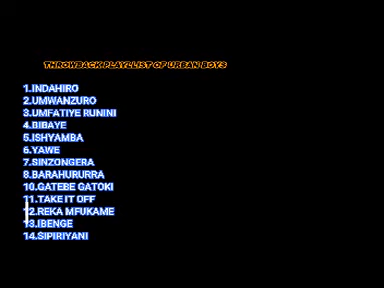 THROWBACK PLAYLLIST OF URBAN BOYS
1.INDAHIRO
2.UMWANZURO
3.UMFATIYE RUNINI
4.BIBAYE
5.ISHYAMBA
6.YAWE
7.SINZONGERA
8.BARAHURURRA
10.GATEBE GATOKI
11.TAKE IT OFF
12.REKA MFUKAME
13.IBENGE
14.SIPIRIYANI